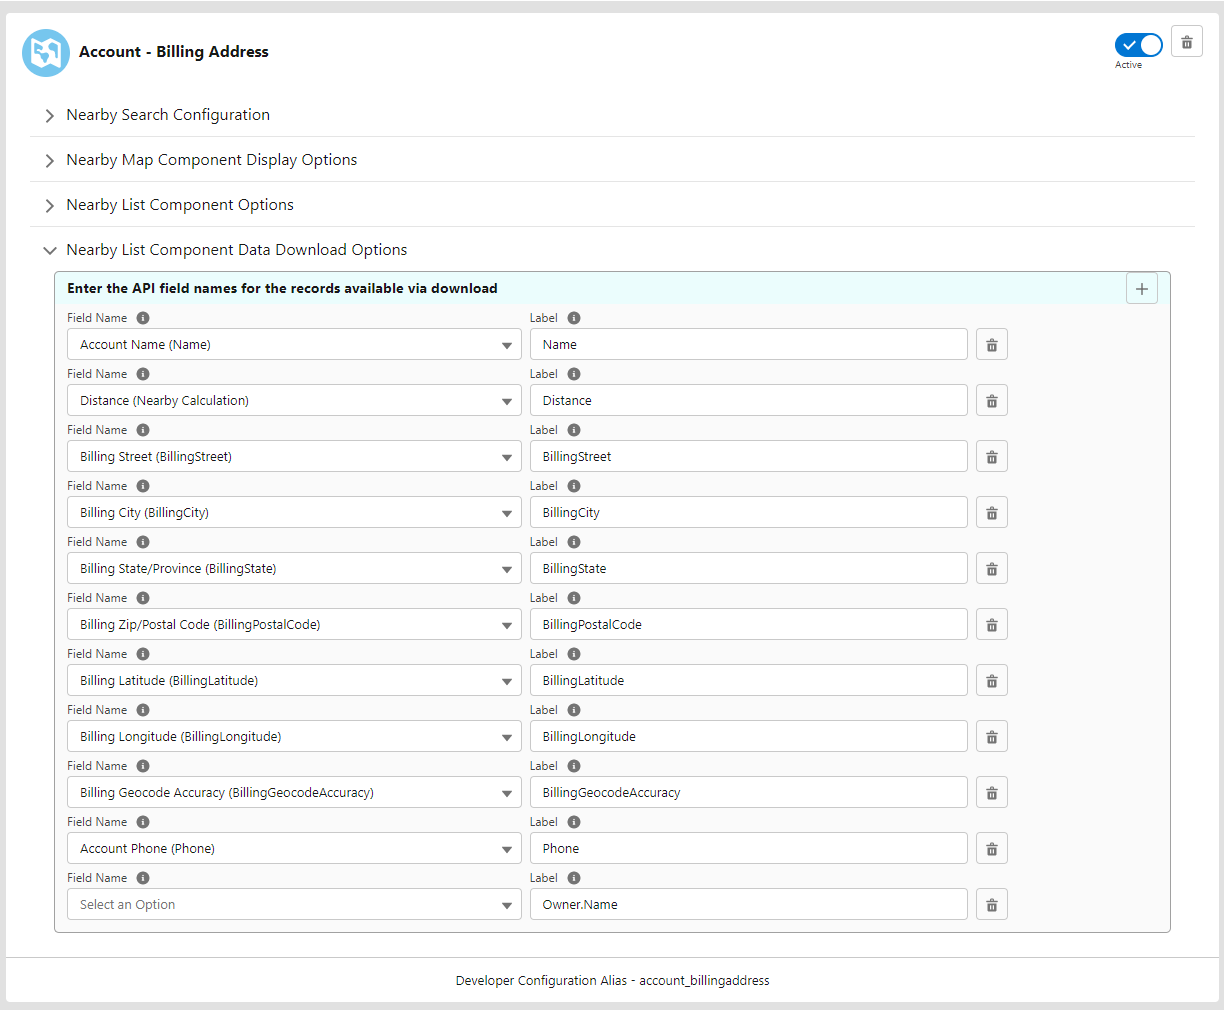 Account - Billing Address
Active
Nearby Search Configuration
Nearby Map Component Display Options
Nearby List Component Options
Nearby List Component Data Download Options
Enter the API field names for the records available via download
Field Name Label
Account Name (Name) Name
Field Name Label
Distance (Nearby Calculation) Distance
Field Name Label
Billing Street (BillingStreet) BillingStreet
Field Name Label
Billing City (BillingCity) BillingCity
Field Name Label
Billing State/Province (BillingState) BillingState
Field Name Label
Billing Zip/Postal Code (BillingPostalCode) BillingPostalCode
Field Name Label
Billing Latitude (BillingLatitude) BillingLatitude
Field Name Label
Billing Longitude (BillingLongitude) BillingLongitude
Field Name Label
Billing Geocode Accuracy (BillingGeocodeAccuracy) BillingGeocodeAccuracy
Field Name Label
Account Phone (Phone) Phone
Field Name Label
Select an Option Owner.Name
Developer Configuration Alias - account_billingaddress